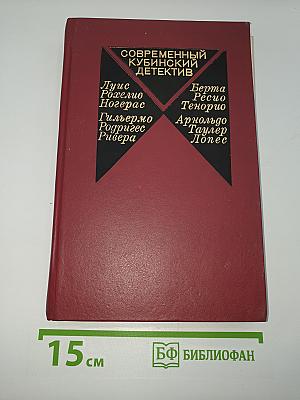 СОВРЕМЕННЫЙ
КУБИНСКИЙ
ДЕТЕКТИВ
Луис
Рохелио
Ногерас
Гильермо
Родригес
Ривера
Берта
Ресио
Тенорио
Арнольдо
Таулер
Лопес
15 см
БФ БИБЛИОФАН